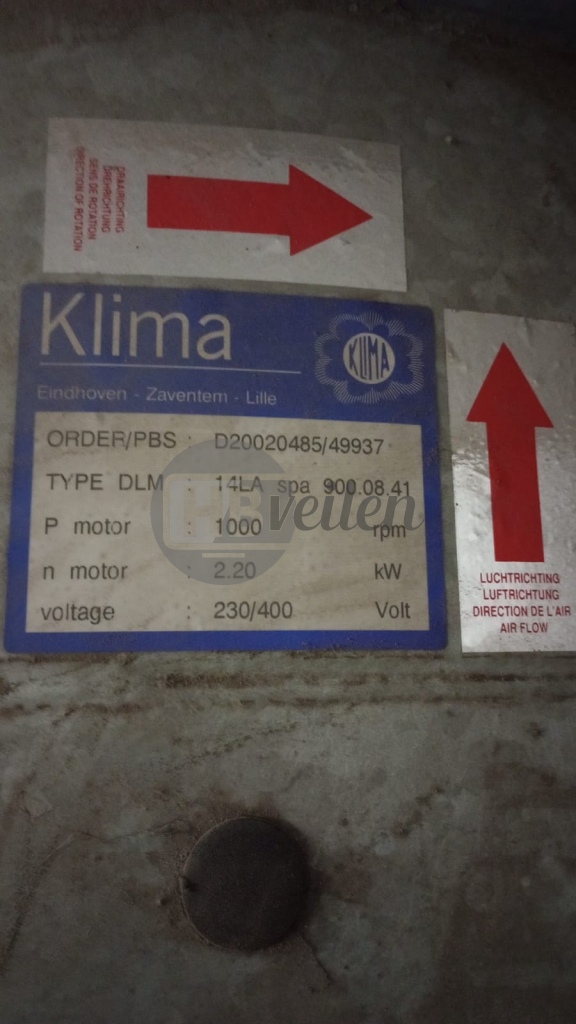 DRAAIRICHTING
DREHRICHTUNG
SENS DE ROTATION
DIRECTION OF ROTATION
Klima
KLIMA
Eindhoven - Zaventem - Lille
ORDER/PBS : D20020485/49937
TYPE DLM : 14LA spa 900.08.41
HBveilen
P motor : 1000 rpm
n motor : 2.20 kW
voltage : 230/400 Volt
LUCHTRICHTING
LUFTRICHTUNG
DIRECTION DE L'AIR
AIR FLOW